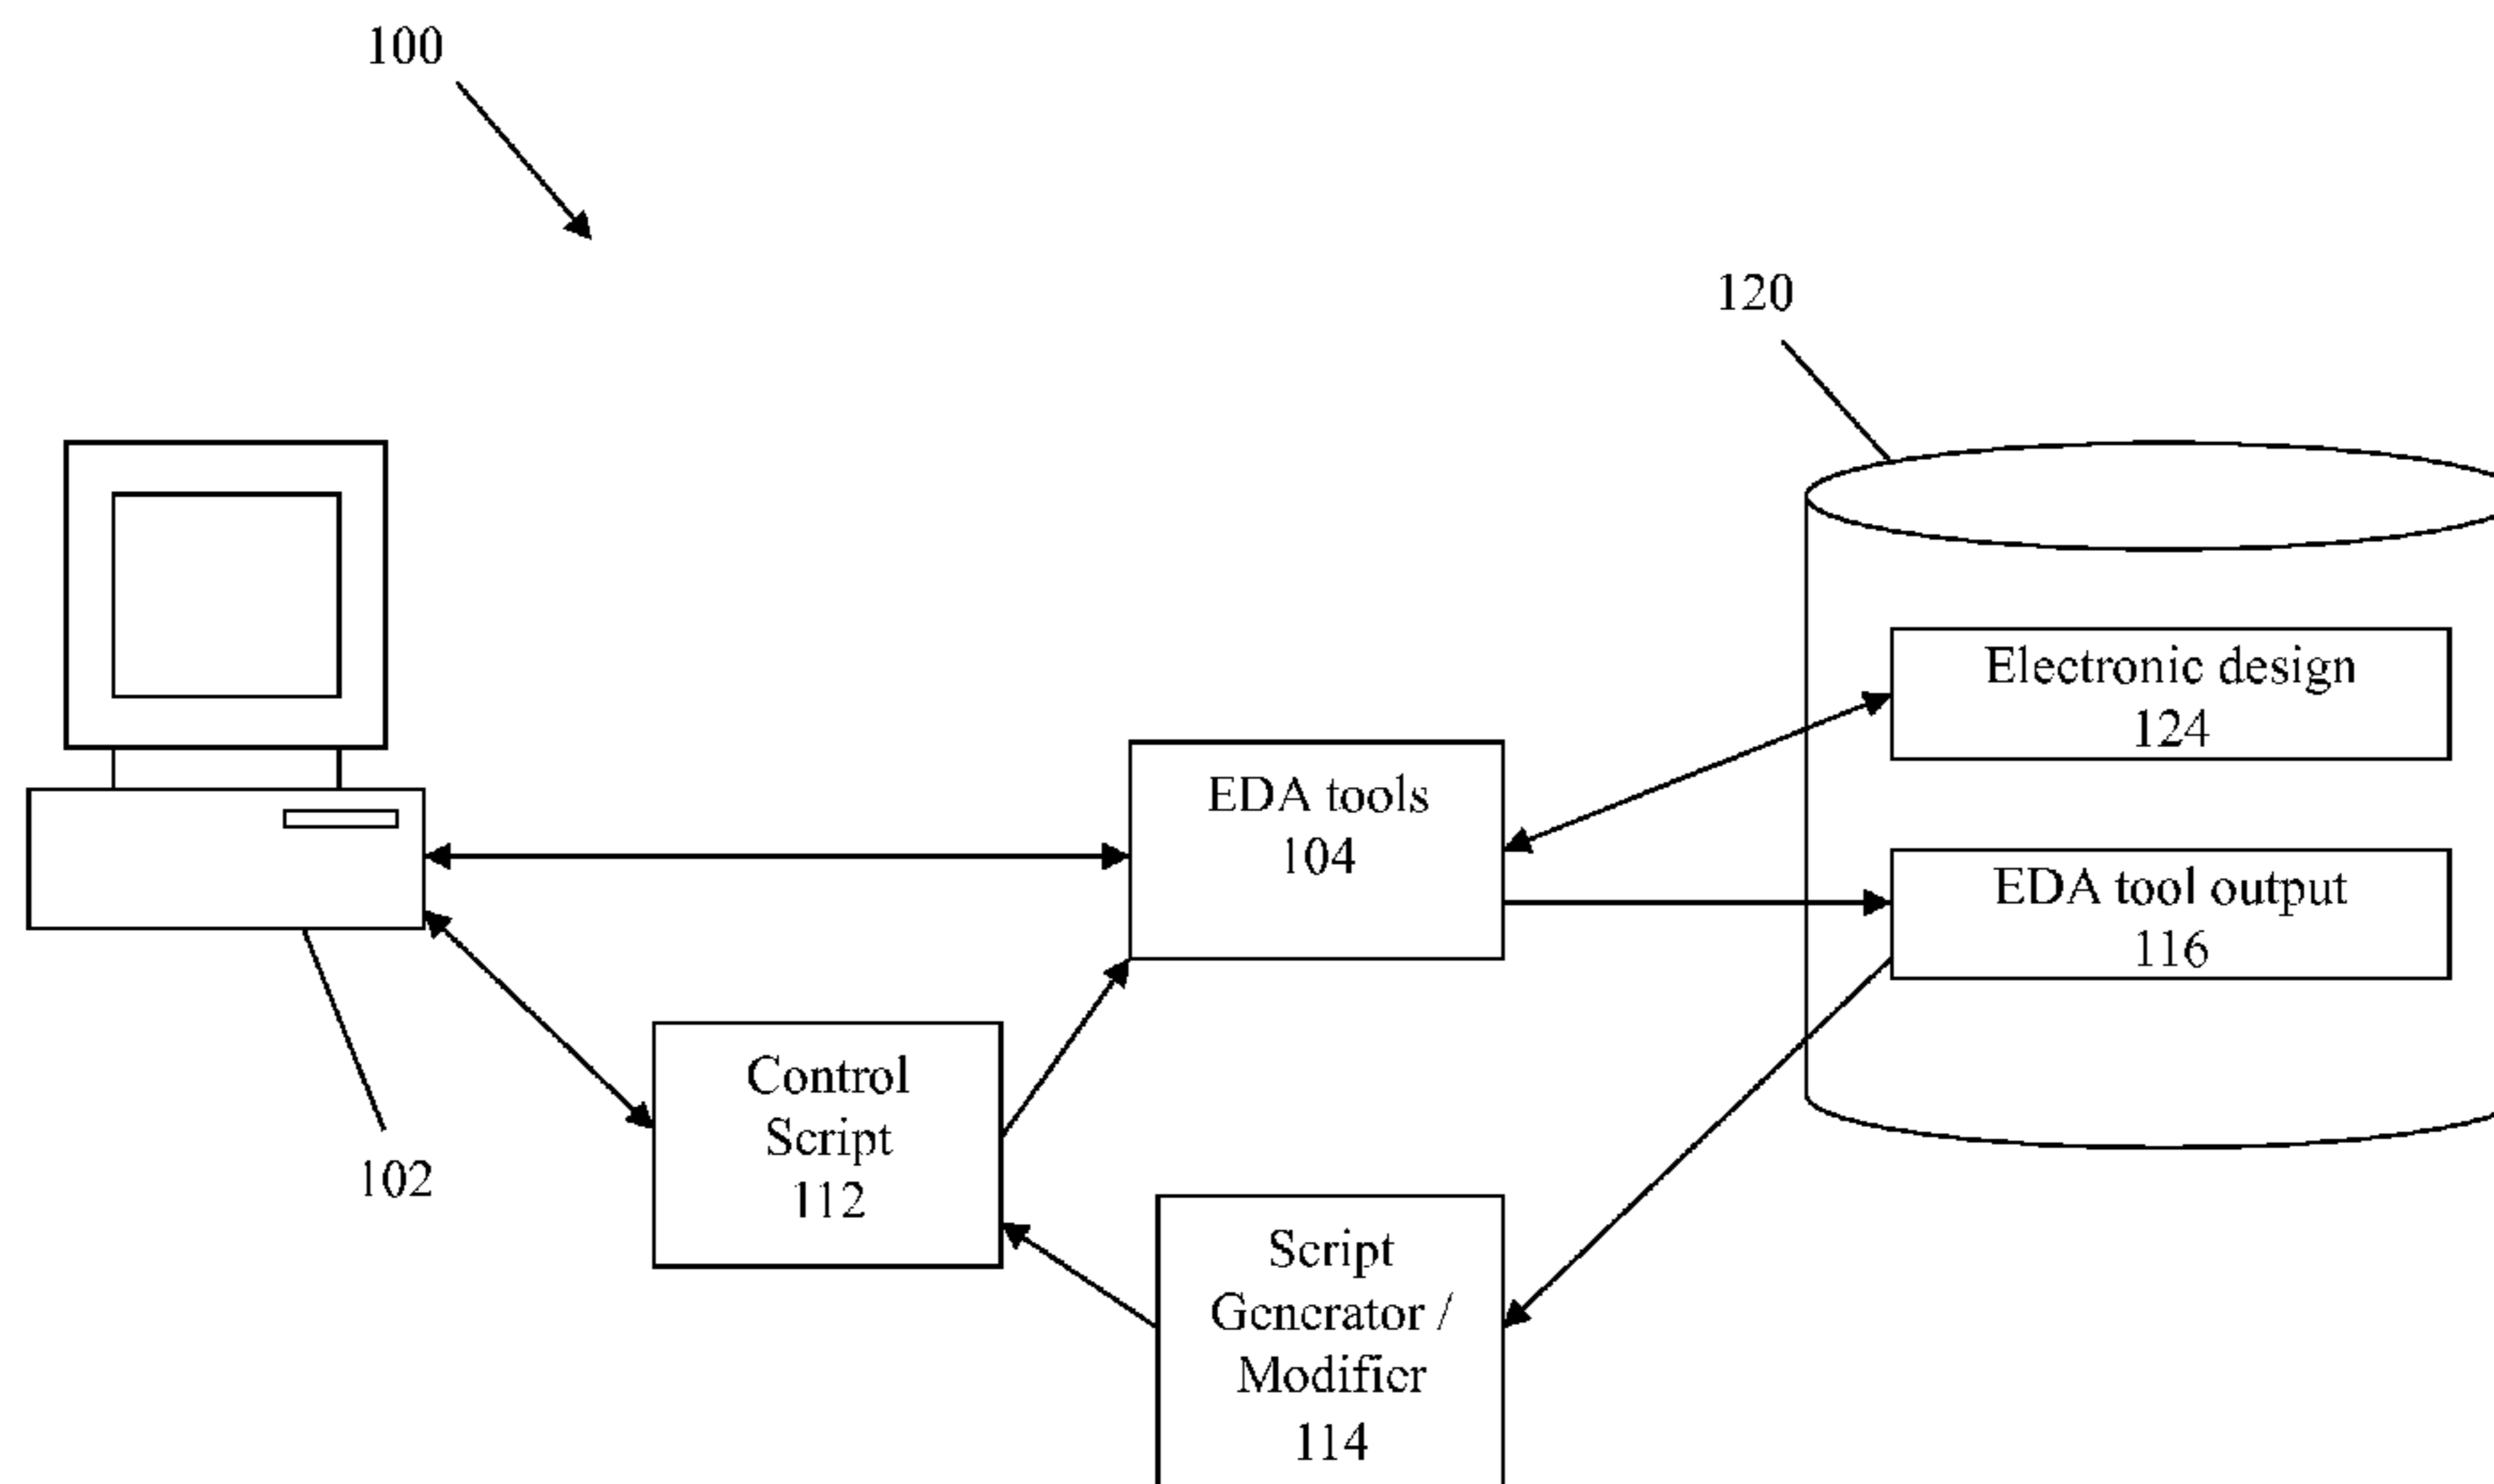 100
120
Electronic design
124
EDA tools
104
EDA tool output
116
Control
Script
112
102
Script
Generator /
Modifier
114